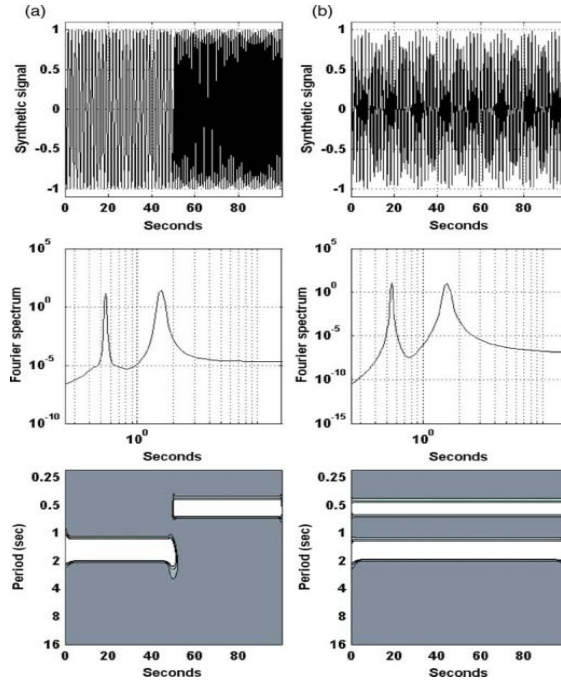 (a)
Synthetic signal
1
0.5
0
-0.5
-1
0 20 40 60 80
Seconds
(b)
Synthetic signal
1
0.5
0
-0.5
-1
0 20 40 60 80
Seconds
Fourier spectrum
10^5
10^0
10^-5
10^-10
10^0
Seconds
Fourier spectrum
10^5
10^0
10^-5
10^-10
10^-15
10^0
Seconds
Period (sec)
0.25
0.5
1
2
4
8
16
0 20 40 60 80
Seconds
Period (sec)
0.25
0.5
1
2
4
8
16
0 20 40 60 80
Seconds